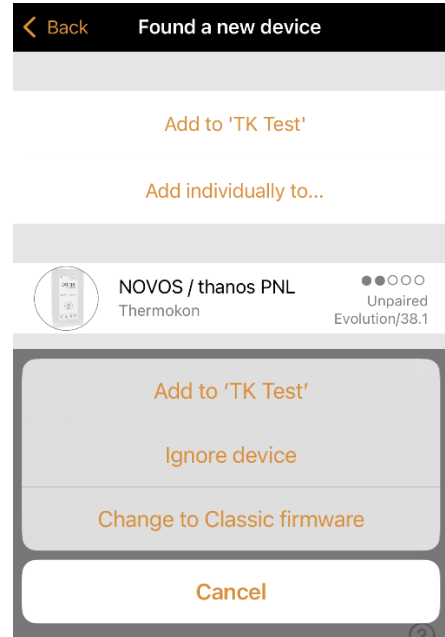 Back
Found a new device
Add to 'TK Test'
Add individually to...
NOVOS / thanos PNL
Thermokon
Unpaired
Evolution/38.1
Add to ‘TK Test’
Ignore device
Change to Classic firmware
Cancel
?